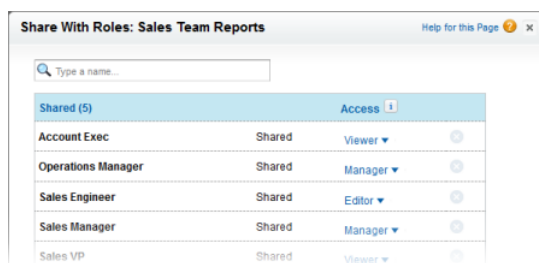 Share With Roles: Sales Team Reports Help for this Page ? x
Type a name...
Shared (5) Access i
Account Exec Shared Viewer
Operations Manager Shared Manager
Sales Engineer Shared Editor
Sales Manager Shared Manager
Sales VP Shared Viewer